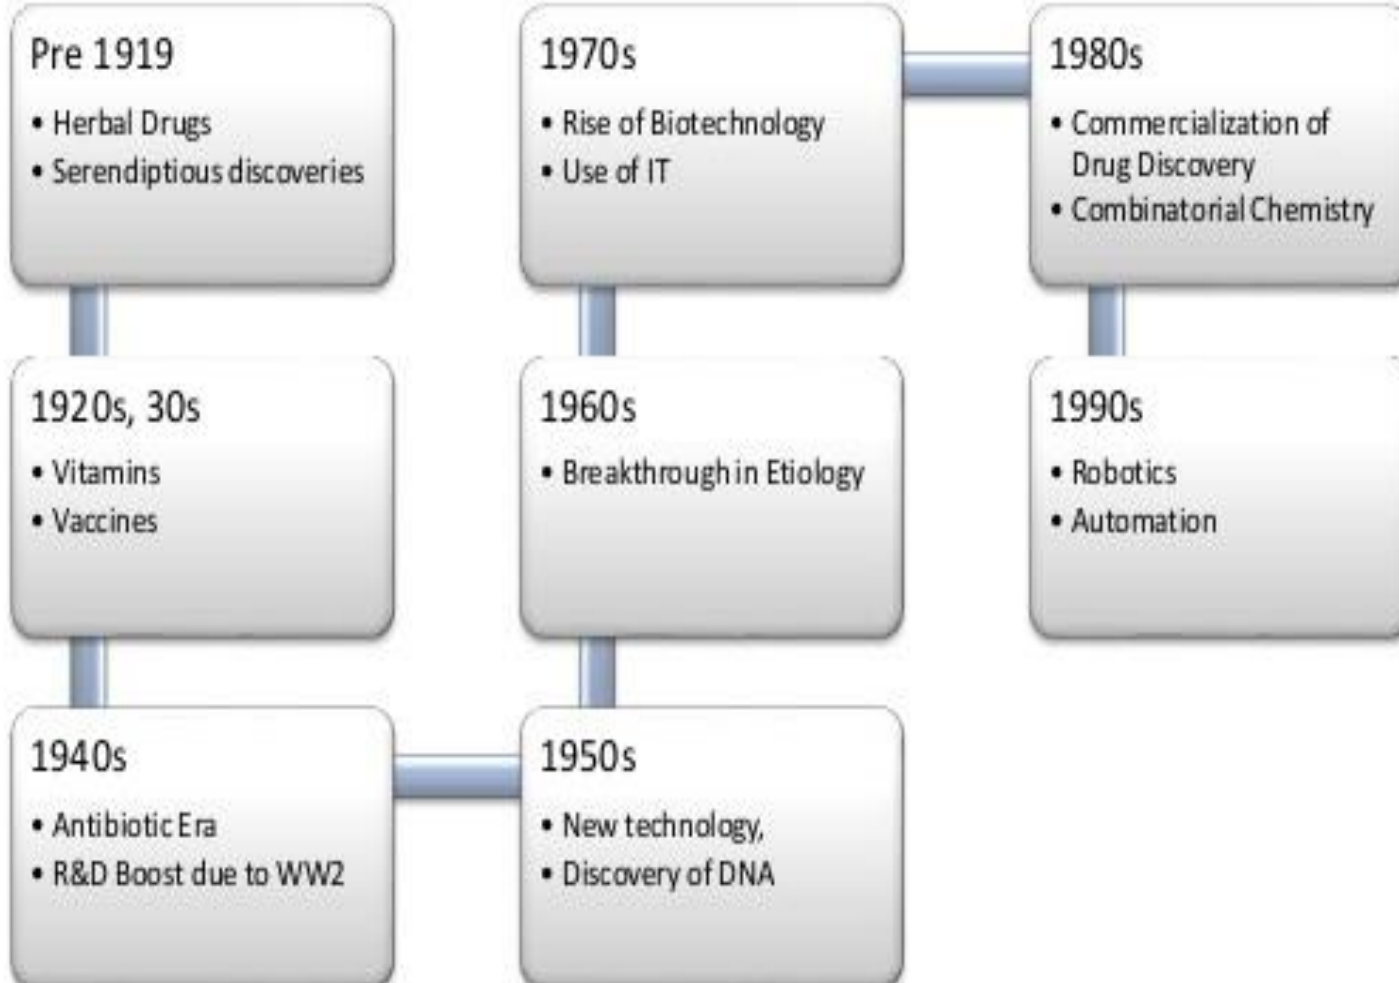 Pre 1919
• Herbal Drugs
• Serendiptious discoveries
1920s, 30s
• Vitamins
• Vaccines
1940s
• Antibiotic Era
• R&D Boost due to WW2
1950s
• New technology,
• Discovery of DNA
1960s
• Breakthrough in Etiology
1970s
• Rise of Biotechnology
• Use of IT
1980s
• Commercialization of
Drug Discovery
• Combinatorial Chemistry
1990s
• Robotics
• Automation